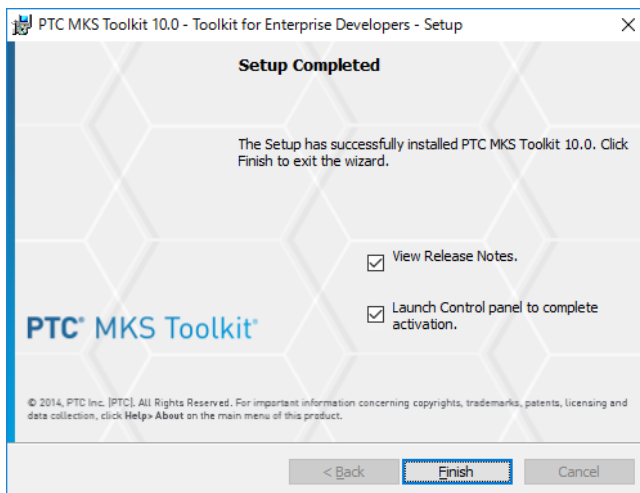 PTC MKS Toolkit 10.0 - Toolkit for Enterprise Developers - Setup
Setup Completed
The Setup has successfully installed PTC MKS Toolkit 10.0. Click
Finish to exit the wizard.
View Release Notes.
Launch Control panel to complete
activation.
PTC® MKS Toolkit®
© 2014, PTC Inc. (PTC). All Rights Reserved. For important information concerning copyrights, trademarks, patents, licensing and
data collection, click Help> About on the main menu of this product.
< Back Finish Cancel